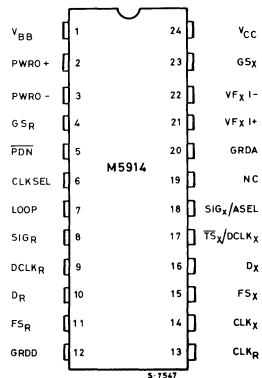 V_BB 1 24 V_CC
PWRO+ 2 23 GS_X
PWRO- 3 22 VF_X I-
GS_R 4 21 VF_X I+
P̅D̅N̅ 5 20 GRDA
M5914
CLKSEL 6 19 NC
LOOP 7 18 SIG_X/ASEL
SIG_R 8 17 T̅S̅_X/DCLK_X
DCLK_R 9 16 D_X
D_R 10 15 FS_X
FS_R 11 14 CLK_X
GRDD 12 13 CLK_R
S-7547